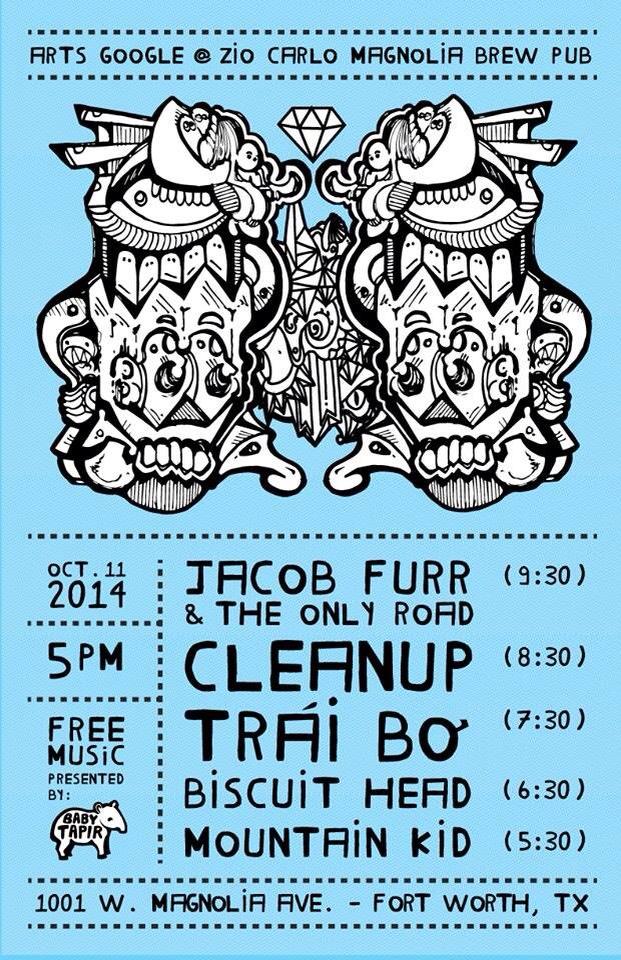 ARTS GOOGLE @ ZiO CARLO MAGNOLiA BREW PUB
OCT.11
2014
5PM
FREE
MUSiC
PRESENTED
BY:
BABY
TAPIR
JACOB FURR (9:30)
& THE ONLY ROAD
CLEANUP (8:30)
TRÁi BƠ (7:30)
BiSCUiT HEAD (6:30)
MOUNTAiN KiD (5:30)
1001 W. MAGNOLiA AVE. - FORT WORTH, TX